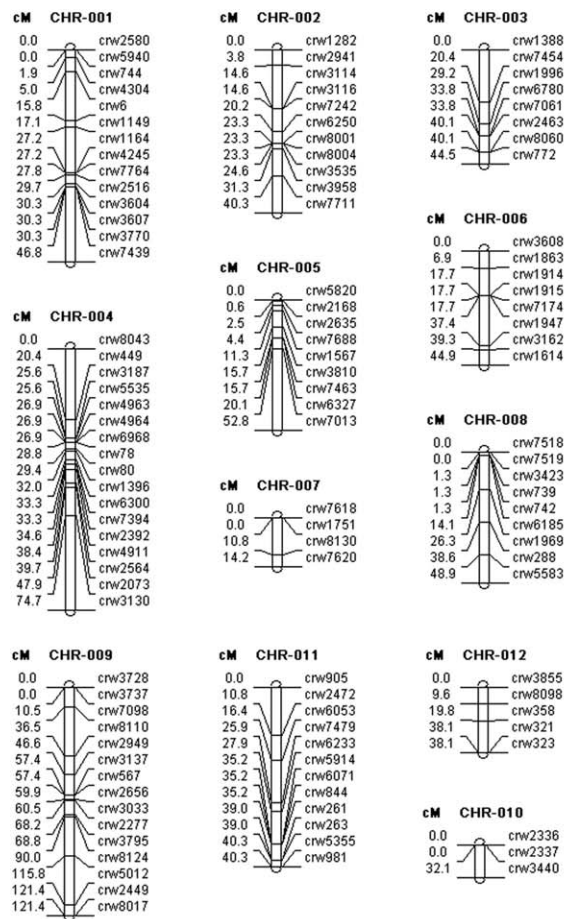 cM CHR-001
0.0 crw2580
0.0 crw5940
1.9 crw744
5.0 crw4304
15.8 crw6
17.1 crw1149
27.2 crw1164
27.2 crw4245
27.8 crw7764
29.7 crw2516
30.3 crw3604
30.3 crw3607
30.3 crw3770
46.8 crw7439
cM CHR-002
0.0 crw1282
3.8 crw2941
14.6 crw3114
14.6 crw3116
20.2 crw7242
23.3 crw6250
23.3 crw8001
23.3 crw8004
24.6 crw3535
31.3 crw3958
40.3 crw7711
cM CHR-003
0.0 crw1388
20.4 crw7454
29.2 crw1996
33.8 crw6780
33.8 crw7061
40.1 crw2463
40.1 crw8060
44.5 crw772
cM CHR-004
0.0 crw8043
20.4 crw449
25.6 crw3187
25.6 crw5535
26.9 crw4963
26.9 crw4964
26.9 crw6968
28.8 crw78
29.4 crw80
32.0 crw1396
33.3 crw6300
33.3 crw7394
34.6 crw2392
38.4 crw4911
39.7 crw2564
47.9 crw2073
74.7 crw3130
cM CHR-005
0.0 crw5820
0.6 crw2168
2.5 crw2635
4.4 crw7688
11.3 crw1567
15.7 crw3810
15.7 crw7463
20.1 crw6327
52.8 crw7013
cM CHR-006
0.0 crw3608
6.9 crw1863
17.7 crw1914
17.7 crw1915
17.7 crw7174
37.4 crw1947
39.3 crw3162
44.9 crw1614
cM CHR-007
0.0 crw7618
0.0 crw1751
10.8 crw8130
14.2 crw7620
cM CHR-008
0.0 crw7518
0.0 crw7519
1.3 crw3423
1.3 crw739
1.3 crw742
14.1 crw6185
26.3 crw1969
38.6 crw288
48.9 crw5583
cM CHR-009
0.0 crw3728
0.0 crw3737
10.5 crw7098
36.5 crw8110
46.6 crw2949
57.4 crw3137
57.4 crw567
59.9 crw2656
60.5 crw3033
68.2 crw2277
68.8 crw3795
90.0 crw8124
115.8 crw5012
121.4 crw2449
121.4 crw8017
cM CHR-011
0.0 crw905
10.8 crw2472
16.4 crw6053
25.9 crw7479
27.9 crw6233
35.2 crw5914
35.2 crw6071
35.2 crw844
39.0 crw261
39.0 crw263
40.3 crw5355
40.3 crw981
cM CHR-012
0.0 crw3855
9.6 crw8098
19.8 crw358
38.1 crw321
38.1 crw323
cM CHR-010
0.0 crw2336
0.0 crw2337
32.1 crw3440